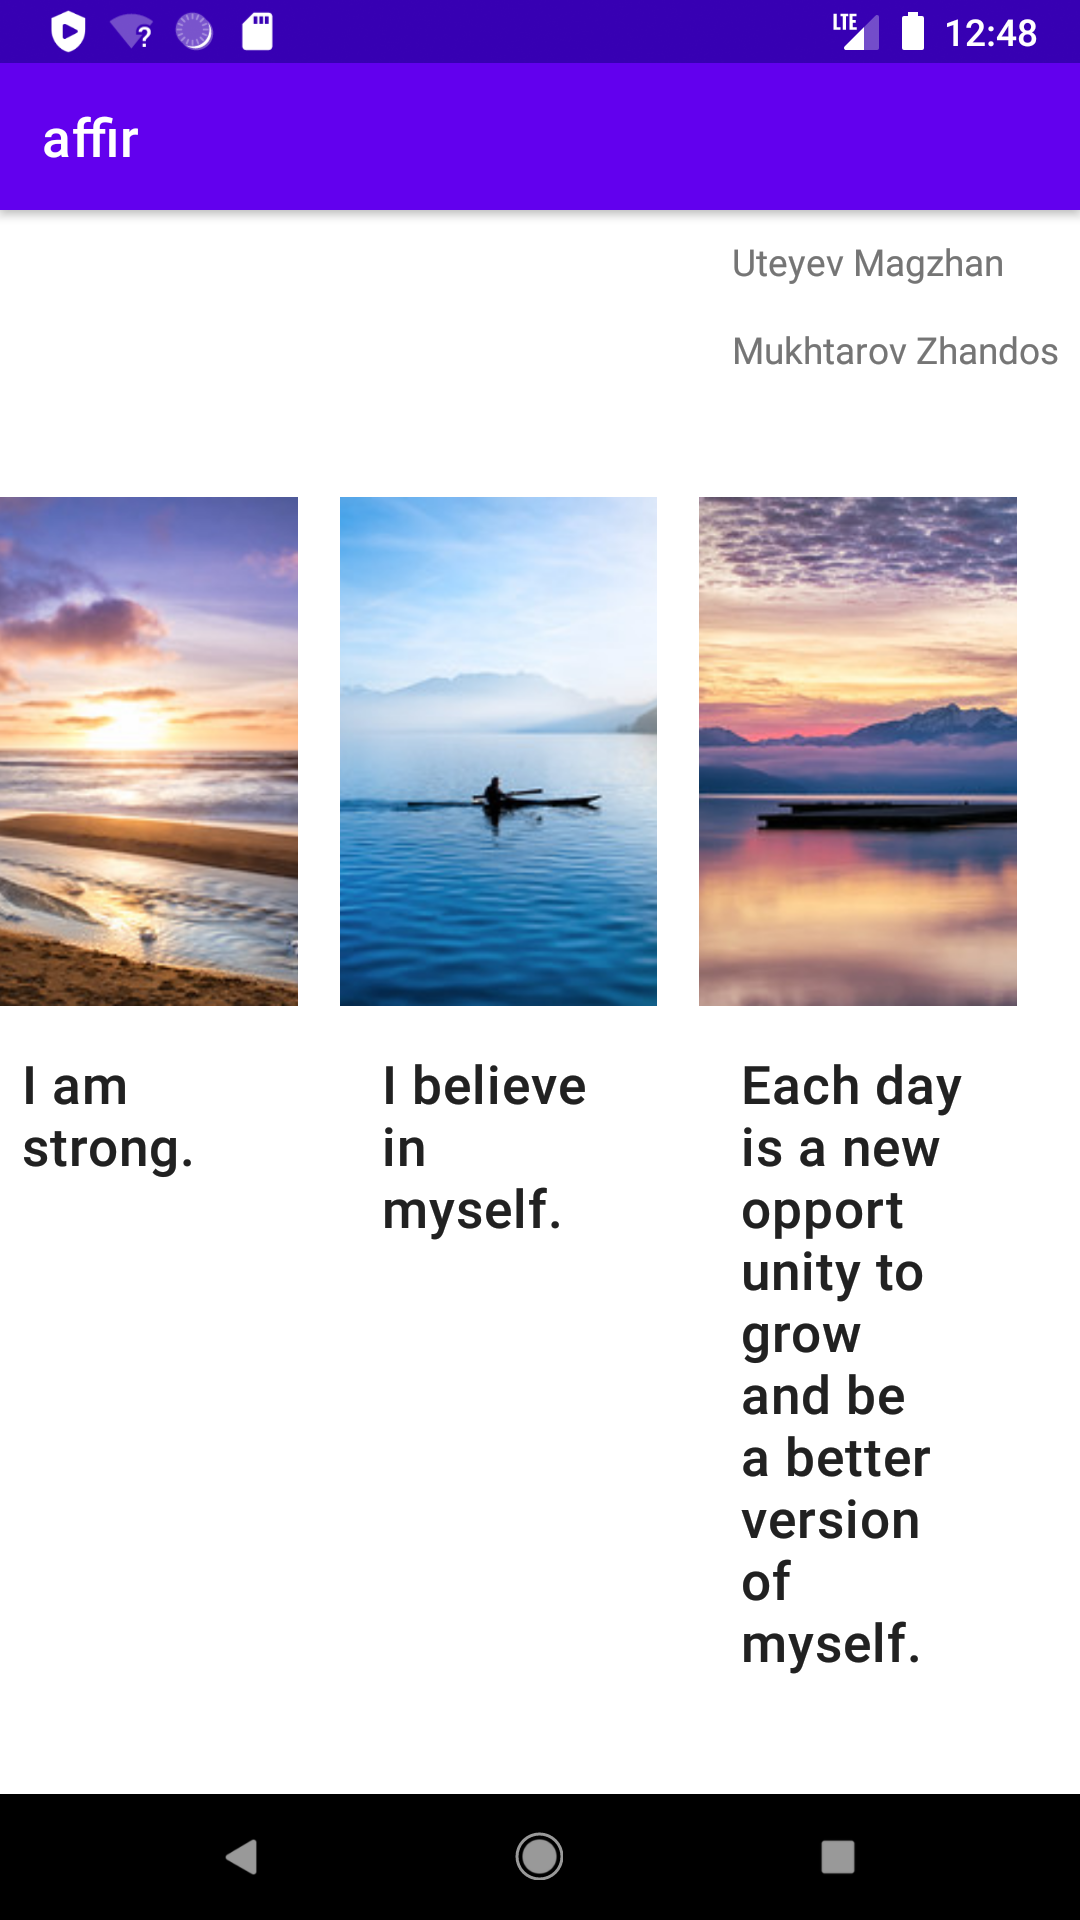 LTE 12:48
affir
Uteyev Magzhan
Mukhtarov Zhandos
I am
strong.
I believe
in
myself.
Each day
is a new
opport
unity to
grow
and be
a better
version
of
myself.